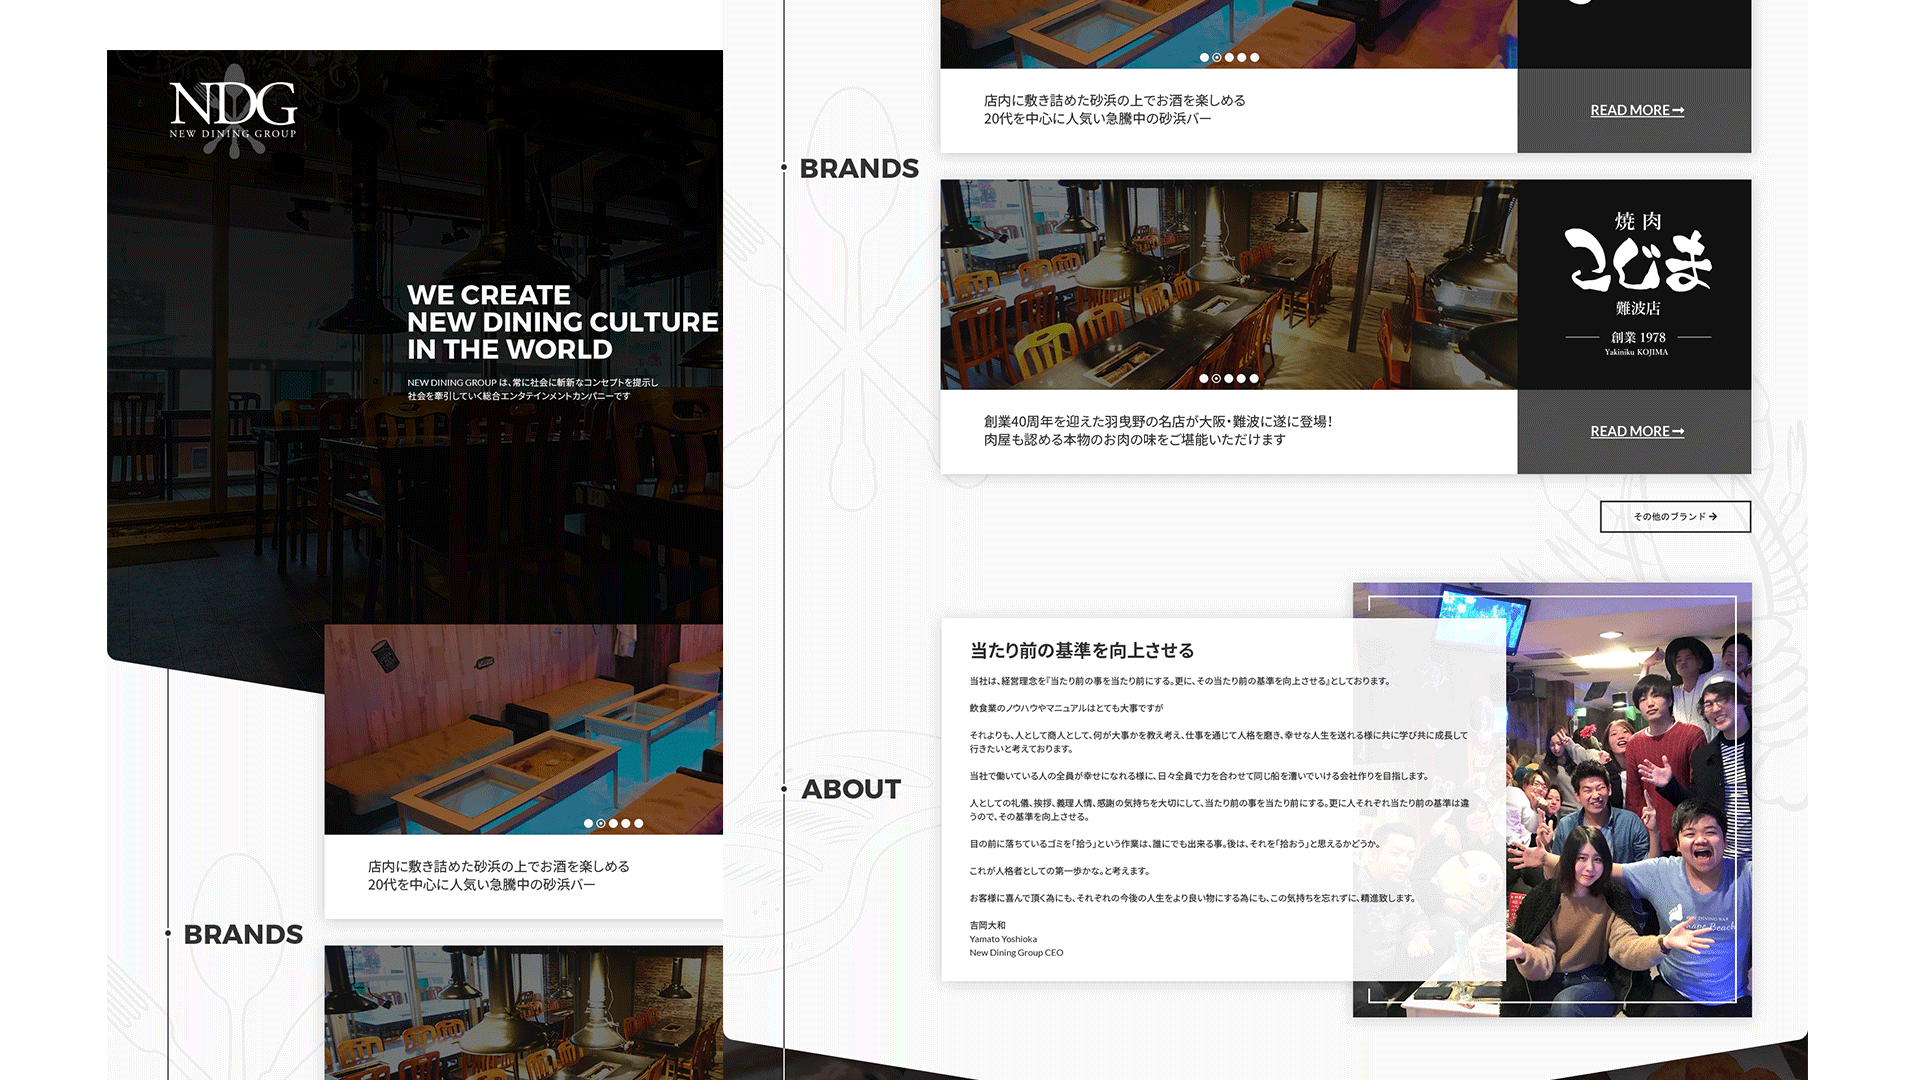 NDG
NEW DINING GROUP
WE CREATE
NEW DINING CULTURE
IN THE WORLD
NEW DINING GROUP は、常に社会に斬新なコンセプトを提示し
社会を牽引していく総合エンタテインメントカンパニーです
店内に敷き詰めた砂浜の上でお酒を楽しめる
20代を中心に人気い急騰中の砂浜バー
BRANDS
店内に敷き詰めた砂浜の上でお酒を楽しめる
20代を中心に人気い急騰中の砂浜バー
READ MORE
BRANDS
焼肉
こじま
難波店
創業 1978
Yakiniku KOJIMA
創業40周年を迎えた羽曳野の名店が大阪・難波に遂に登場!
肉屋も認める本物のお肉の味をご堪能いただけます
READ MORE
その他のブランド
ABOUT
当たり前の基準を向上させる
当社は、経営理念を『当たり前の事を当たり前にする。更に、その当たり前の基準を向上させる』としております。
飲食業のノウハウやマニュアルはとても大事ですが
それよりも、人として商人として、何が大事かを教え考え、仕事を通じて人格を磨き、幸せな人生を送れる様に共に学び共に成長して
行きたいと考えております。
当社で働いている人の全員が幸せになれる様に、日々全員で力を合わせて同じ船を漕いでいける会社作りを目指します。
人としての礼儀、挨拶、義理人情、感謝の気持ちを大切にして、当たり前の事を当たり前にする。更に人それぞれ当たり前の基準は違
うので、その基準を向上させる。
目の前に落ちているゴミを「拾う」という作業は、誰にでも出来る事。後は、それを「拾おう」と思えるかどうか。
これが人格者としての第一歩かな。と考えます。
お客様に喜んで頂く為にも、それぞれの今後の人生をより良い物にする為にも、この気持ちを忘れずに、精進致します。
吉岡大和
Yamato Yoshioka
New Dining Group CEO